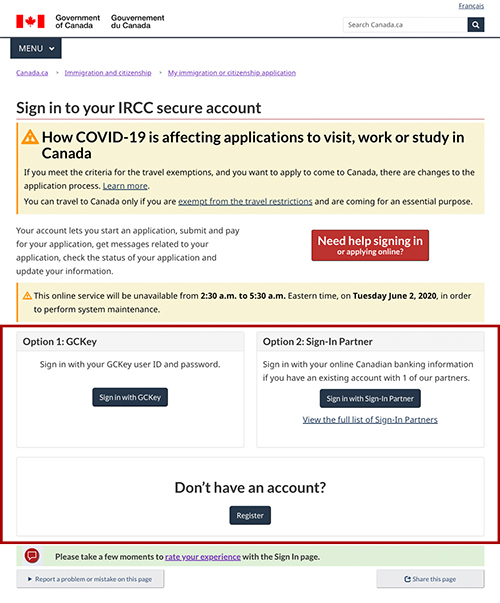 Français
Government of Canada
Gouvernement du Canada
Search Canada.ca
MENU
Canada.ca > Immigration and citizenship > My immigration or citizenship application
Sign in to your IRCC secure account
How COVID-19 is affecting applications to visit, work or study in
Canada
If you meet the criteria for the travel exemptions, and you want to apply to come to Canada, there are changes to the
application process. Learn more.
You can travel to Canada only if you are exempt from the travel restrictions and are coming for an essential purpose.
Your account lets you start an application, submit and pay
for your application, get messages related to your
application, check the status of your application and
update your information.
Need help signing in
or applying online?
This online service will be unavailable from 2:30 a.m. to 5:30 a.m. Eastern time, on Tuesday June 2, 2020, in order
to perform system maintenance.
Option 1: GCKey
Sign in with your GCKey user ID and password.
Sign in with GCKey
Option 2: Sign-In Partner
Sign in with your online Canadian banking information
if you have an existing account with 1 of our partners.
Sign in with Sign-In Partner
View the full list of Sign-In Partners
Don't have an account?
Register
Please take a few moments to rate your experience with the Sign In page.
Report a problem or mistake on this page
Share this page